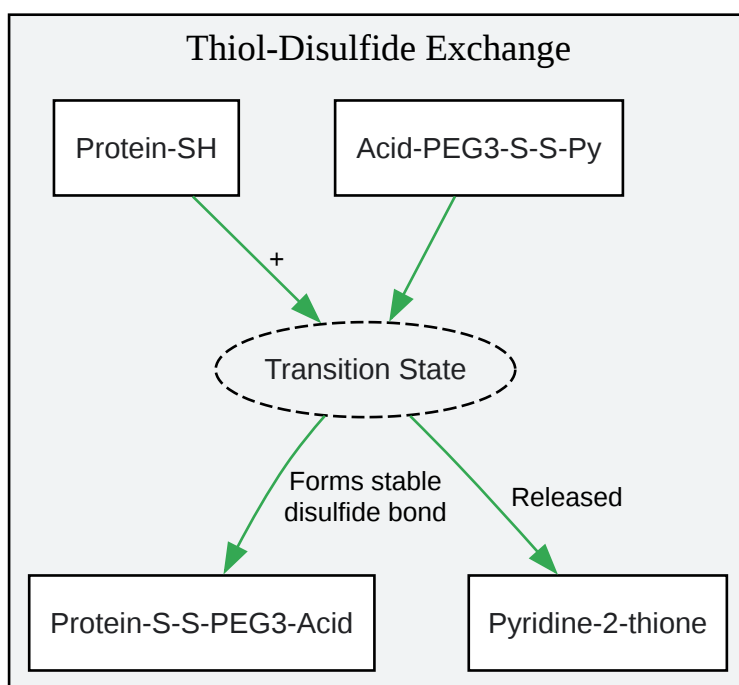 Thiol-Disulfide Exchange
Protein-SH
Acid-PEG3-S-S-Py
+
Transition State
Forms stable
disulfide bond
Released
Protein-S-S-PEG3-Acid
Pyridine-2-thione